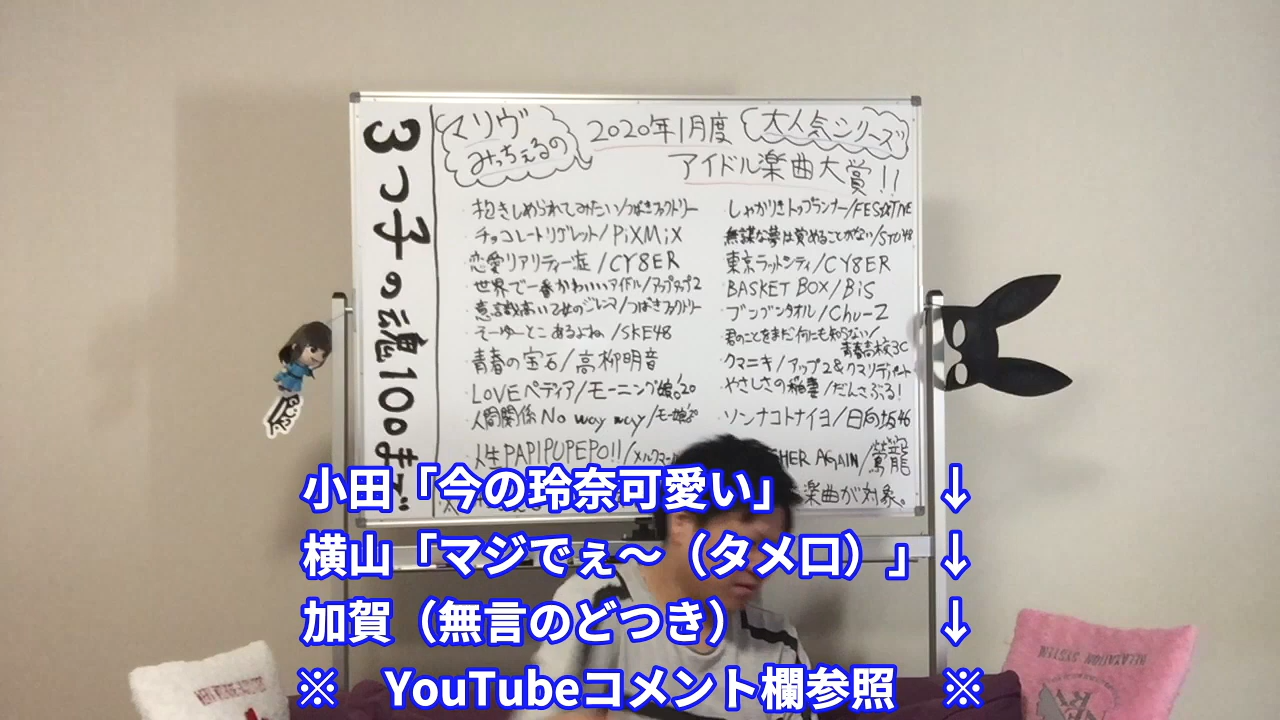 3つ子の魂100まで
マリヴ
みっちぇるの
2020年1月度
大人気シリーズ
アイドル楽曲大賞!!
抱きしめられてみたい/つばきファクトリー
チョコレートリグレット/PiXMiX
恋愛リアリティー症/CY8ER
世界で一番かわいいアイドル/アップアップ2
意識高い乙女のジレンマ/つばきファクトリー
そーゆーとこあるよね/SKE48
青春の宝石/高柳明音
LOVEペディア/モーニング娘。'20
人間関係No way way/モー娘'20
人生PAPIPUPEPO!!/メルクマール
しゃかりきトップランナー/FES☆TIVE
無謀な夢は覚めることがない/STU48
東京ラットシティ/CY8ER
BASKET BOX/BiS
ブンブンタオル/Chu-Z
君のことをまだ何にも知らない/
青春高校3C
クマニキ/アップ2&クマリデパート
やさしさの稲妻/だんさぶる!
ソンナコトナイヨ/日向坂46
HER AGAIN/鶯籠
楽曲が対象。
小田「今の玲奈可愛い」 ↓
横山「マジでぇ〜（タメ口）」↓
加賀（無言のどつき） ↓
※ YouTubeコメント欄参照 ※
RELAXATION SYSTEM